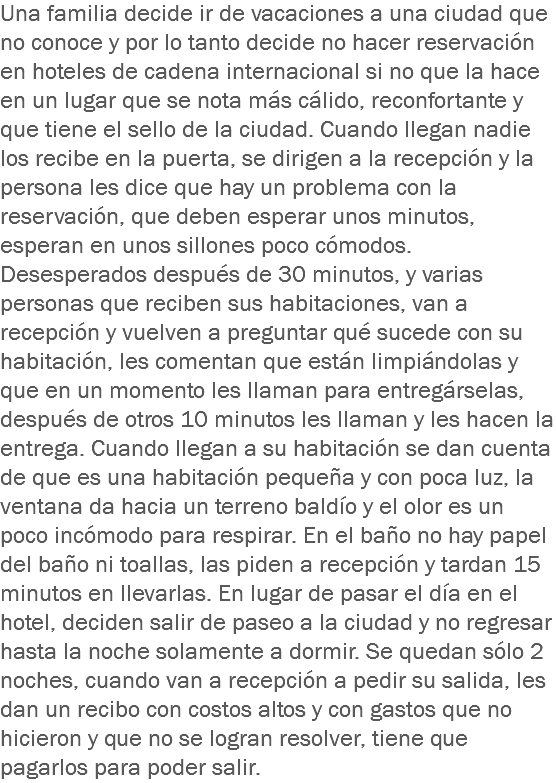 Una familia decide ir de vacaciones a una ciudad que
no conoce y por lo tanto decide no hacer reservación
en hoteles de cadena internacional si no que la hace
en un lugar que se nota más cálido, reconfortante y
que tiene el sello de la ciudad. Cuando llegan nadie
los recibe en la puerta, se dirigen a la recepción y la
persona les dice que hay un problema con la
reservación, que deben esperar unos minutos,
esperan en unos sillones poco cómodos.
Desesperados después de 30 minutos, y varias
personas que reciben sus habitaciones, van a
recepción y vuelven a preguntar qué sucede con su
habitación, les comentan que están limpiándolas y
que en un momento les llaman para entregárselas,
después de otros 10 minutos les llaman y les hacen la
entrega. Cuando llegan a su habitación se dan cuenta
de que es una habitación pequeña y con poca luz, la
ventana da hacia un terreno baldío y el olor es un
poco incómodo para respirar. En el baño no hay papel
del baño ni toallas, las piden a recepción y tardan 15
minutos en llevarlas. En lugar de pasar el día en el
hotel, deciden salir de paseo a la ciudad y no regresar
hasta la noche solamente a dormir. Se quedan sólo 2
noches, cuando van a recepción a pedir su salida, les
dan un recibo con costos altos y con gastos que no
hicieron y que no se logran resolver, tiene que
pagarlos para poder salir.